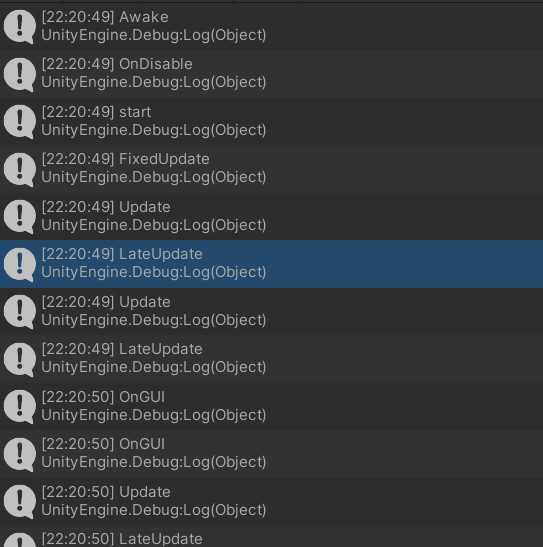 [22:20:49] Awake
UnityEngine.Debug:Log(Object)
[22:20:49] OnDisable
UnityEngine.Debug:Log(Object)
[22:20:49] start
UnityEngine.Debug:Log(Object)
[22:20:49] FixedUpdate
UnityEngine.Debug:Log(Object)
[22:20:49] Update
UnityEngine.Debug:Log(Object)
[22:20:49] LateUpdate
UnityEngine.Debug:Log(Object)
[22:20:49] Update
UnityEngine.Debug:Log(Object)
[22:20:49] LateUpdate
UnityEngine.Debug:Log(Object)
[22:20:50] OnGUI
UnityEngine.Debug:Log(Object)
[22:20:50] OnGUI
UnityEngine.Debug:Log(Object)
[22:20:50] Update
UnityEngine.Debug:Log(Object)
[22:20:50] LateUpdate